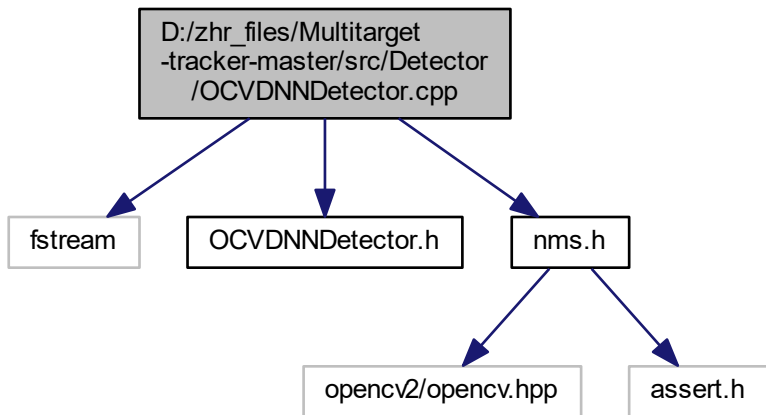 D:/zhr_files/Multitarget
-tracker-master/src/Detector
/OCVDNNDetector.cpp
fstream
OCVDNNDetector.h
nms.h
opencv2/opencv.hpp
assert.h